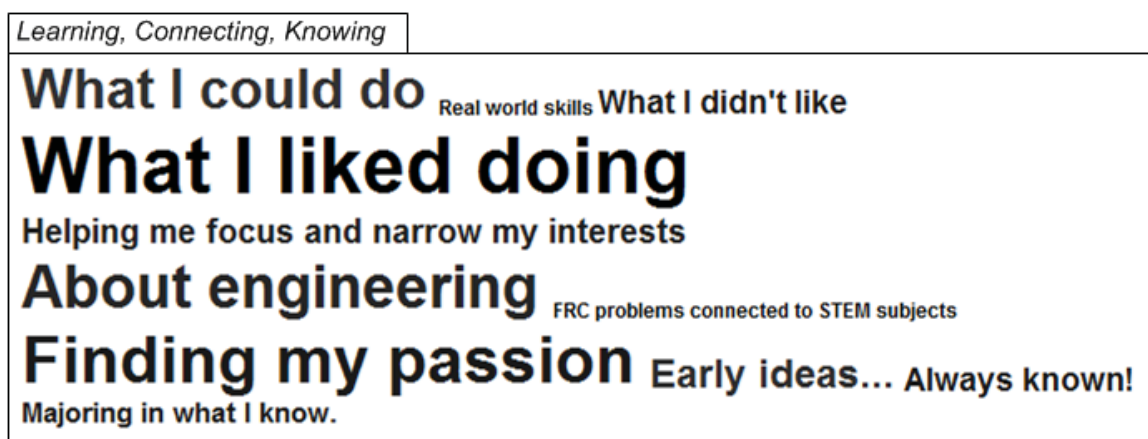 Learning, Connecting, Knowing
What I could do Real world skills What I didn't like
What I liked doing
Helping me focus and narrow my interests
About engineering FRC problems connected to STEM subjects
Finding my passion Early ideas... Always known!
Majoring in what I know.